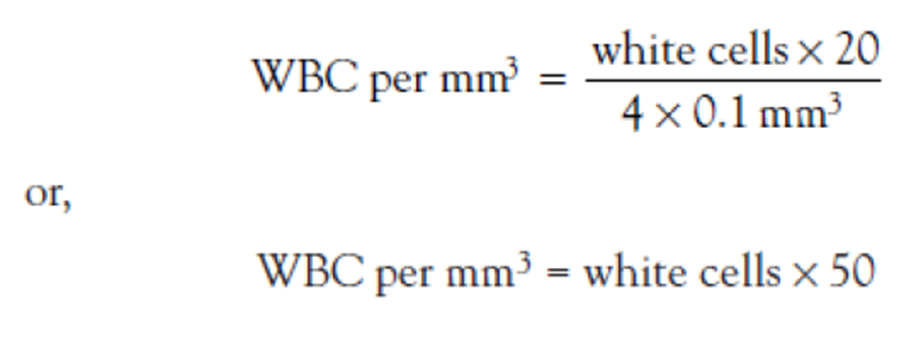 WBC per mm³ = white cells × 20 / 4 × 0.1 mm³
or,
WBC per mm³ = white cells × 50